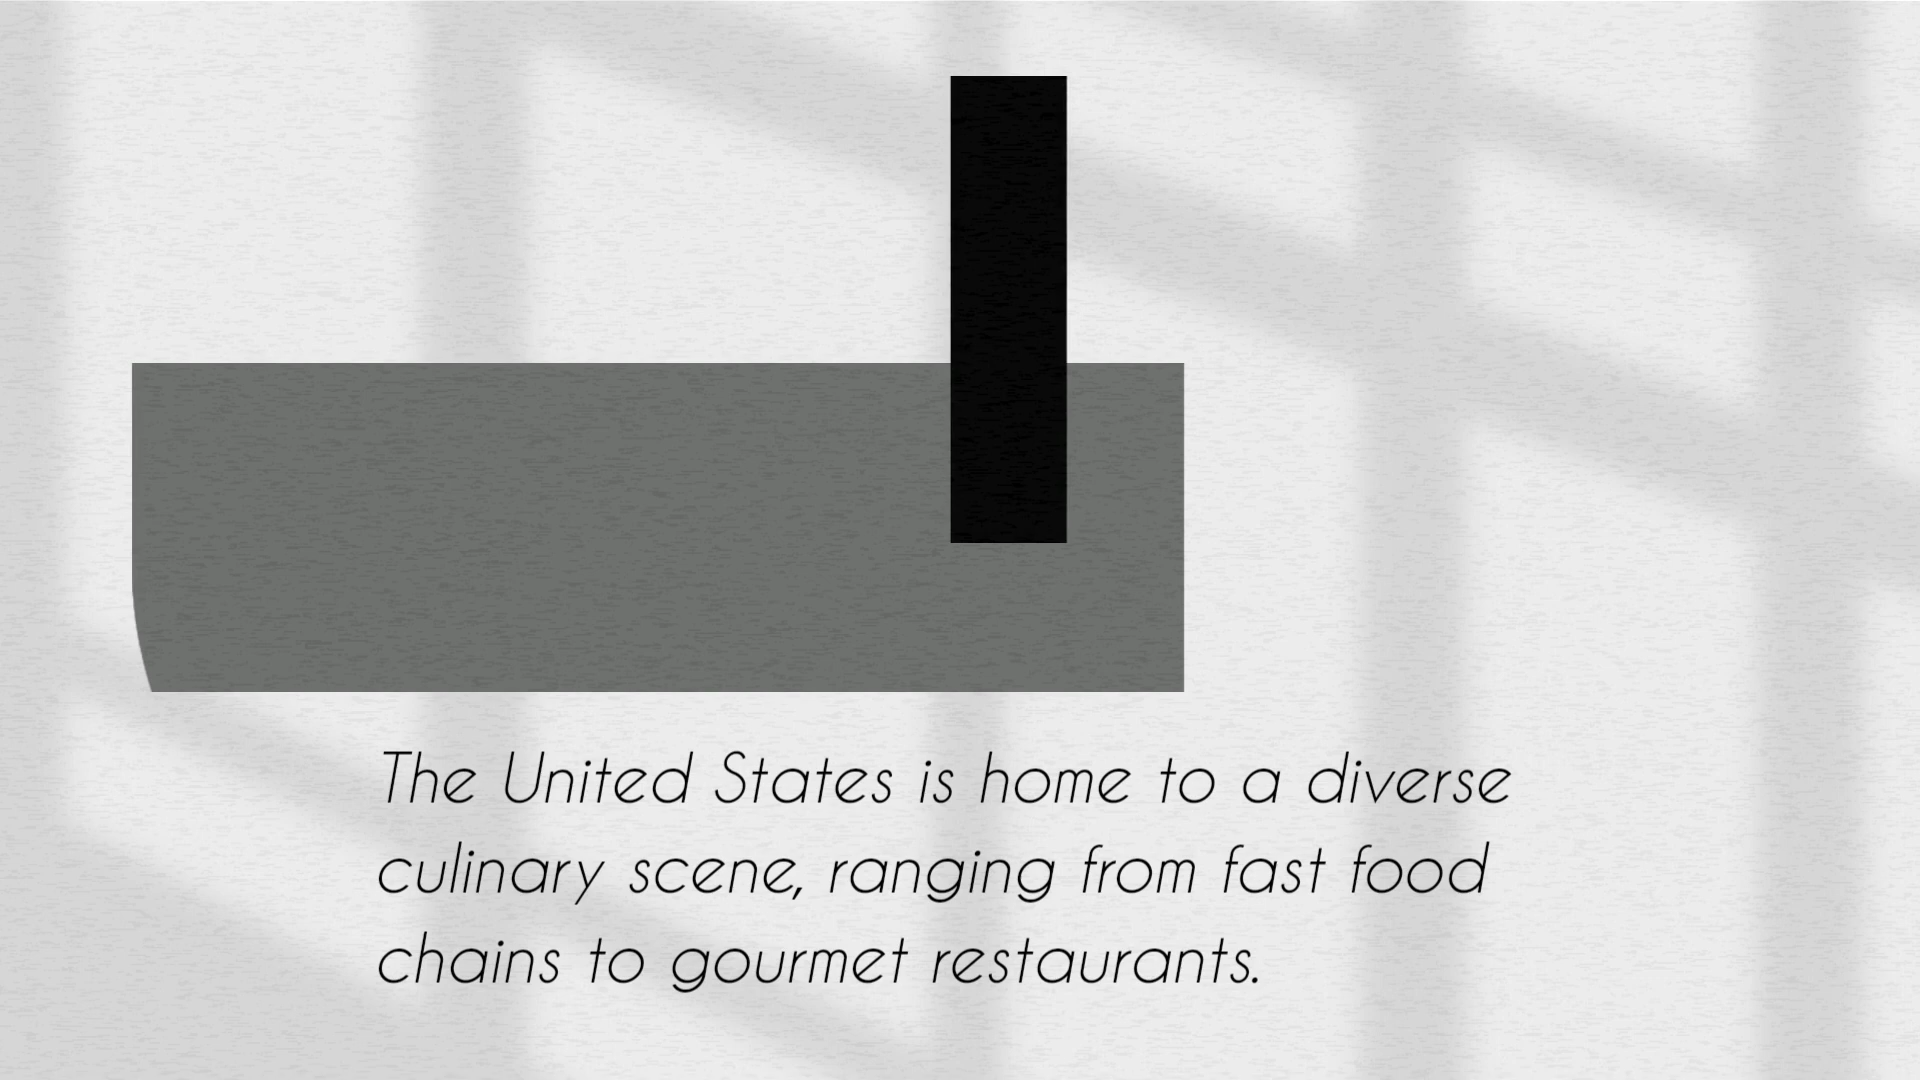 The United States is home to a diverse
culinary scene, ranging from fast food
chains to gourmet restaurants.